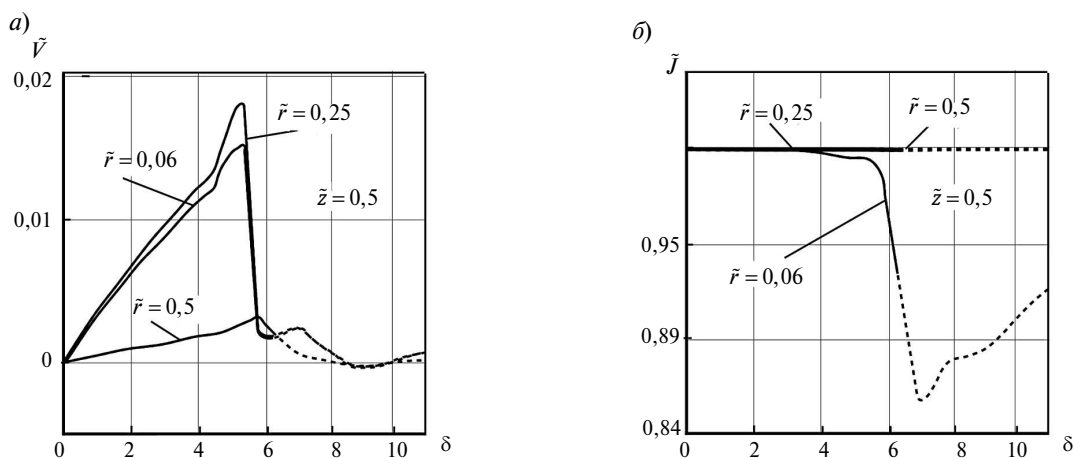 а)
Ṽ
0,02
r̃ = 0,25
r̃ = 0,06
z̃ = 0,5
0,01
r̃ = 0,5
0
0 2 4 6 8 10 δ
б)
J̃
r̃ = 0,25
r̃ = 0,5
z̃ = 0,5
0,95
r̃ = 0,06
0,89
0,84
0 2 4 6 8 10 δ